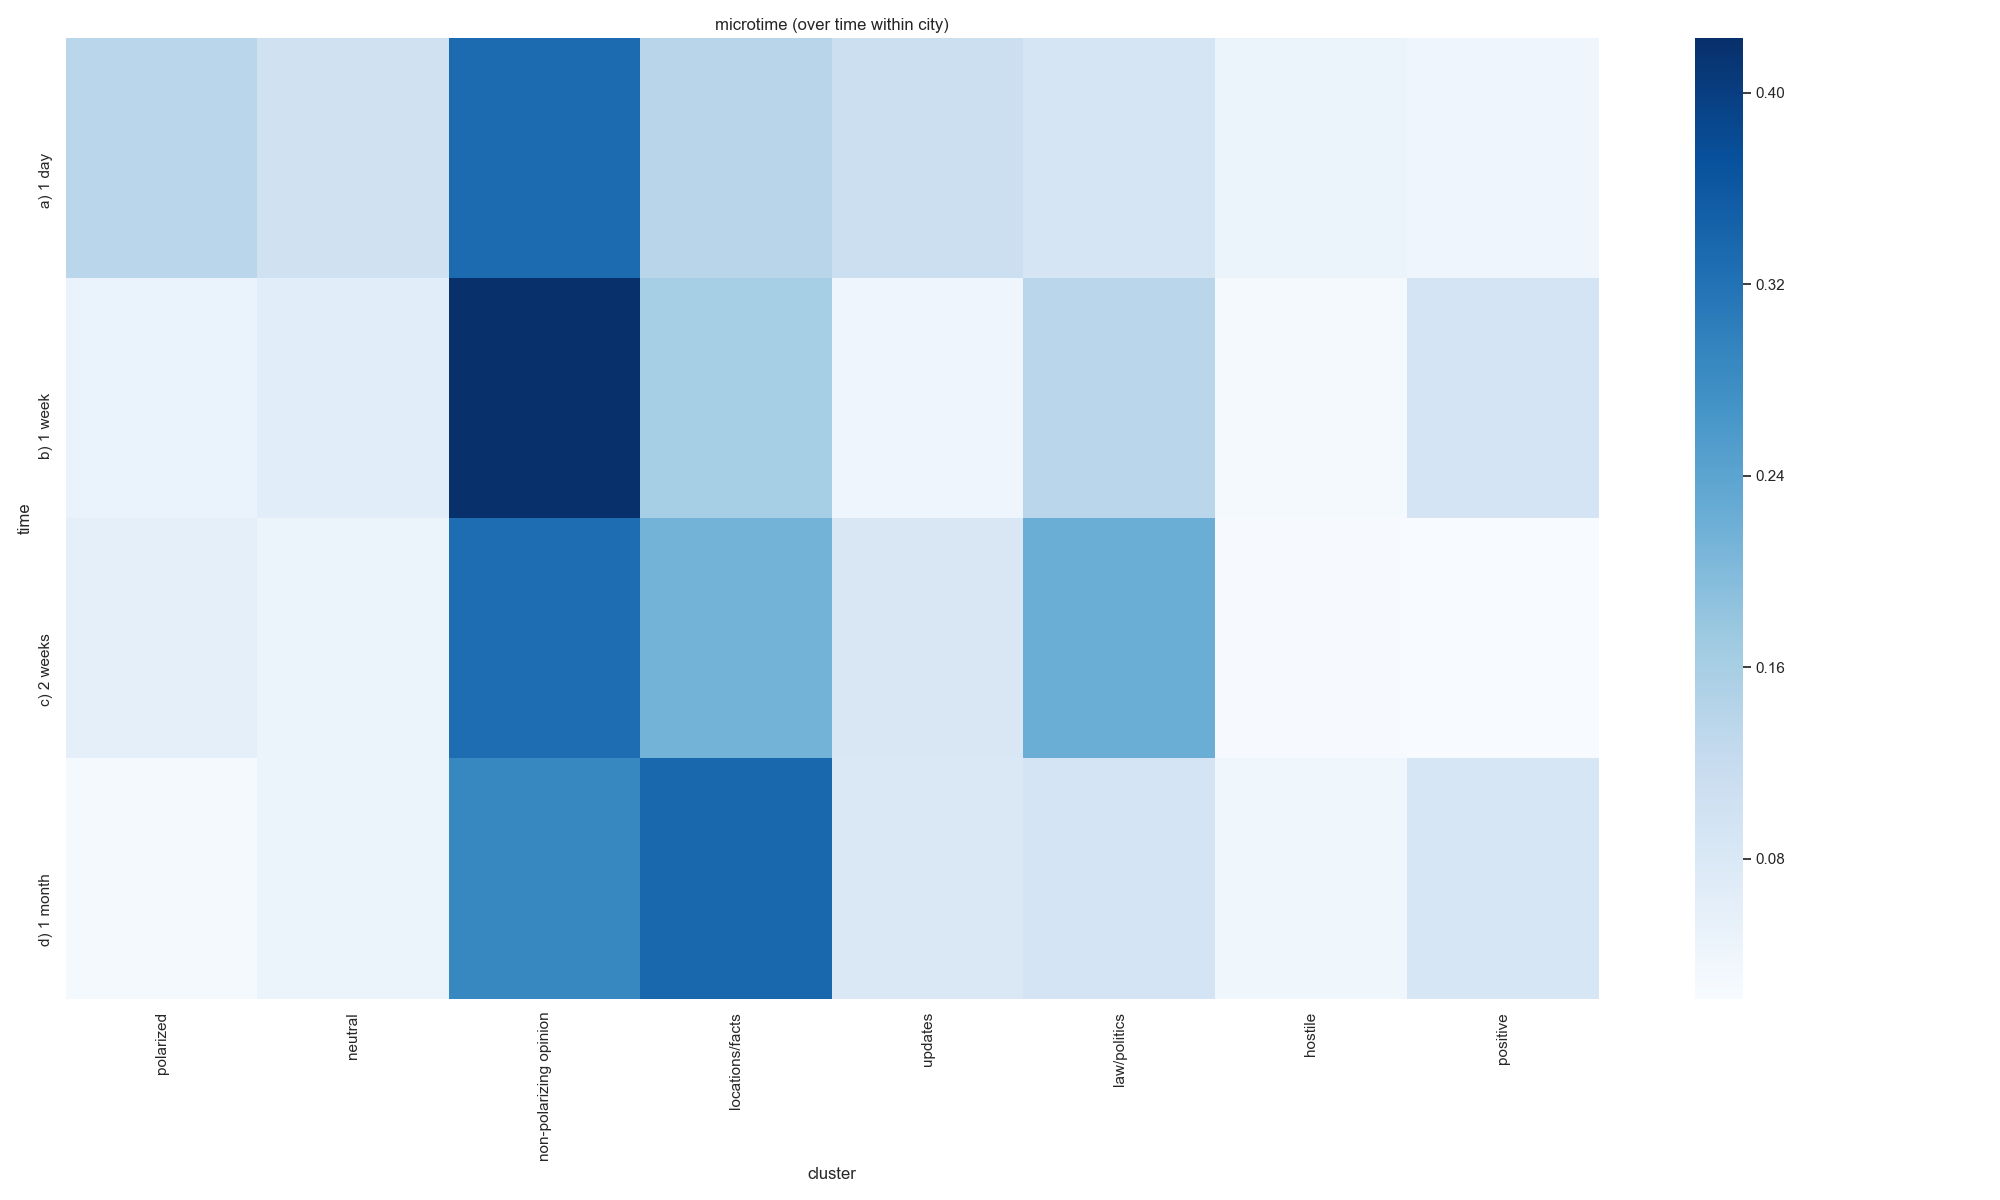 microtime (over time within city)
time
a) 1 day
b) 1 week
c) 2 weeks
d) 1 month
polarized
neutral
non-polarizing opinion
locations/facts
updates
law/politics
hostile
positive
cluster
0.40
0.32
0.24
0.16
0.08